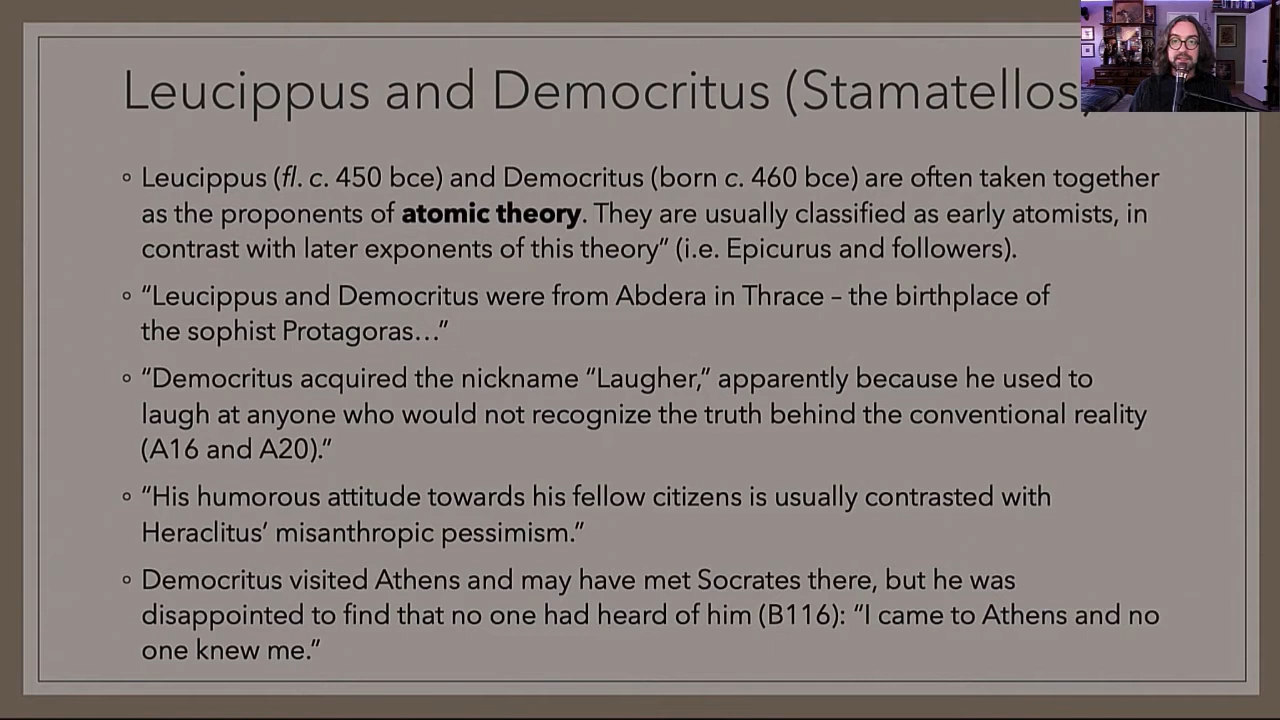 Leucippus and Democritus (Stamatellos)
◦ Leucippus (fl. c. 450 bce) and Democritus (born c. 460 bce) are often taken together
as the proponents of atomic theory. They are usually classified as early atomists, in
contrast with later exponents of this theory” (i.e. Epicurus and followers).
◦ “Leucippus and Democritus were from Abdera in Thrace – the birthplace of
the sophist Protagoras…”
◦ “Democritus acquired the nickname “Laugher,” apparently because he used to
laugh at anyone who would not recognize the truth behind the conventional reality
(A16 and A20).”
◦ “His humorous attitude towards his fellow citizens is usually contrasted with
Heraclitus’ misanthropic pessimism.”
◦ Democritus visited Athens and may have met Socrates there, but he was
disappointed to find that no one had heard of him (B116): “I came to Athens and no
one knew me.”